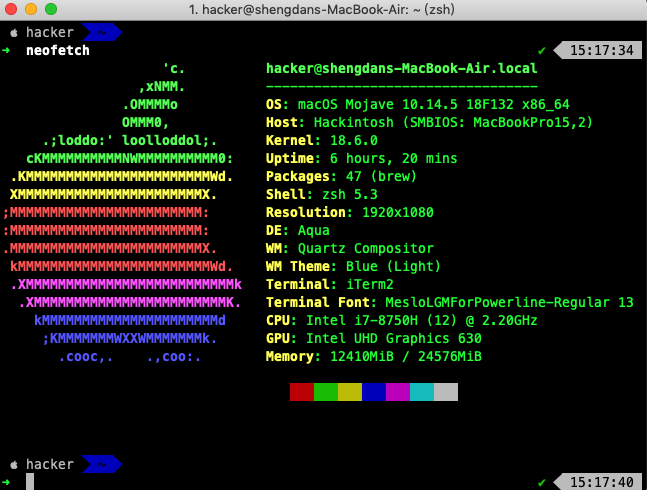 1. hacker@shengdans-MacBook-Air: ~ (zsh)
hacker ~
➜ neofetch ✔ 15:17:34
'c. hacker@shengdans-MacBook-Air.local
,xNMM. ----------------------------------
.OMMMMo OS: macOS Mojave 10.14.5 18F132 x86_64
OMMM0, Host: Hackintosh (SMBIOS: MacBookPro15,2)
.;loddo:' loolloddol;. Kernel: 18.6.0
cKMMMMMMMMMMNWMMMMMMMMMM0: Uptime: 6 hours, 20 mins
.KMMMMMMMMMMMMMMMMMMMMMMMWd. Packages: 47 (brew)
XMMMMMMMMMMMMMMMMMMMMMMMX. Shell: zsh 5.3
;MMMMMMMMMMMMMMMMMMMMMMMM: Resolution: 1920x1080
:MMMMMMMMMMMMMMMMMMMMMMMM: DE: Aqua
.MMMMMMMMMMMMMMMMMMMMMMMMX. WM: Quartz Compositor
kMMMMMMMMMMMMMMMMMMMMMMMMWd. WM Theme: Blue (Light)
.XMMMMMMMMMMMMMMMMMMMMMMMMMMk Terminal: iTerm2
.XMMMMMMMMMMMMMMMMMMMMMMMMK. Terminal Font: MesloLGMForPowerline-Regular 13
kMMMMMMMMMMMMMMMMMMMMMMd CPU: Intel i7-8750H (12) @ 2.20GHz
;KMMMMMMMWXXWMMMMMMMk. GPU: Intel UHD Graphics 630
.cooc,. .,coo:. Memory: 12410MiB / 24576MiB
hacker ~
➜ ✔ 15:17:40